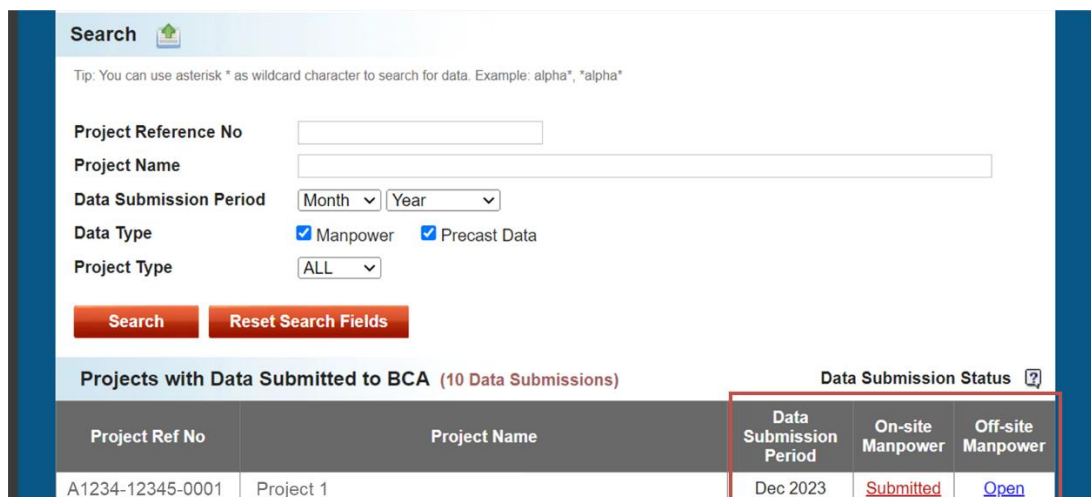 Search
Tip: You can use asterisk * as wildcard character to search for data. Example: alpha*, *alpha*
Project Reference No
Project Name
Data Submission Period Month Year
Data Type Manpower Precast Data
Project Type ALL
Search Reset Search Fields
Projects with Data Submitted to BCA (10 Data Submissions) Data Submission Status ?
Project Ref No Project Name Data Submission Period On-site Manpower Off-site Manpower
A1234-12345-0001 Project 1 Dec 2023 Submitted Open